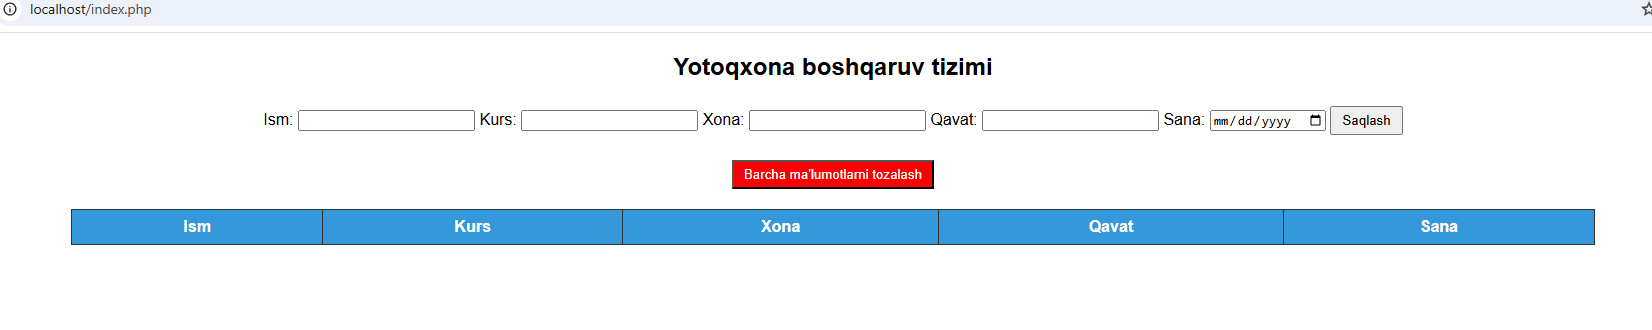 localhost/index.php
Yotoqxona boshqaruv tizimi
Ism: Kurs: Xona: Qavat: Sana: mm/dd/yyyy Saqlash
Barcha ma'lumotlarni tozalash
Ism Kurs Xona Qavat Sana